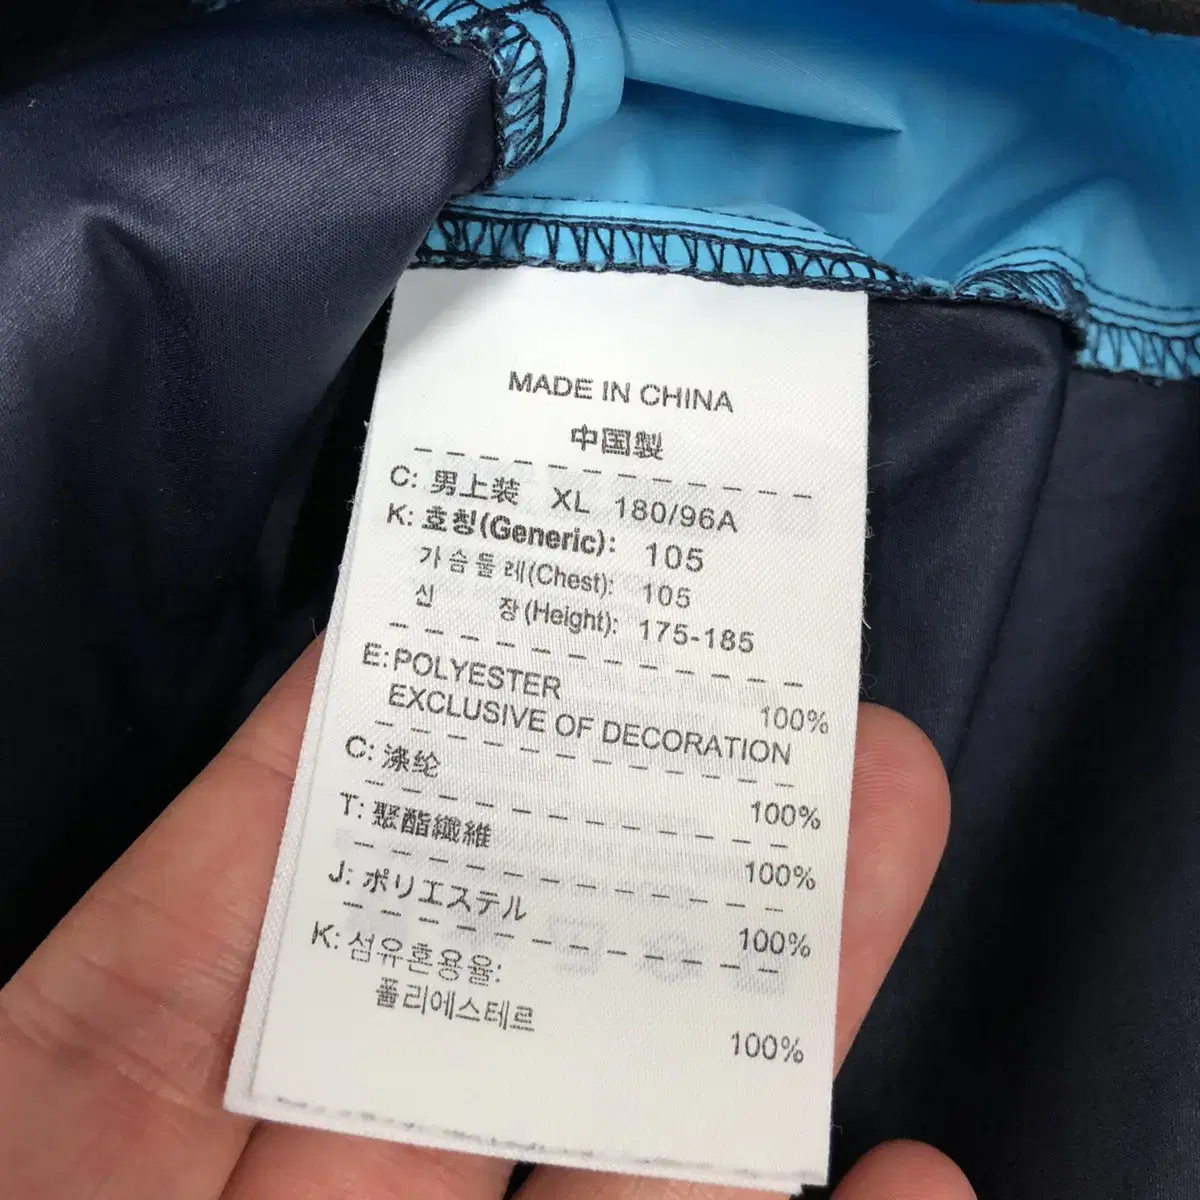 MADE IN CHINA
中国製
C: 男上装 XL 180/96A
K: 호칭(Generic): 105
가슴둘레(Chest): 105
신 장(Height): 175-185
E: POLYESTER 100%
EXCLUSIVE OF DECORATION
C: 涤纶 100%
T: 聚酯纖維 100%
J: ポリエステル 100%
K: 섬유혼용율:
폴리에스테르 100%